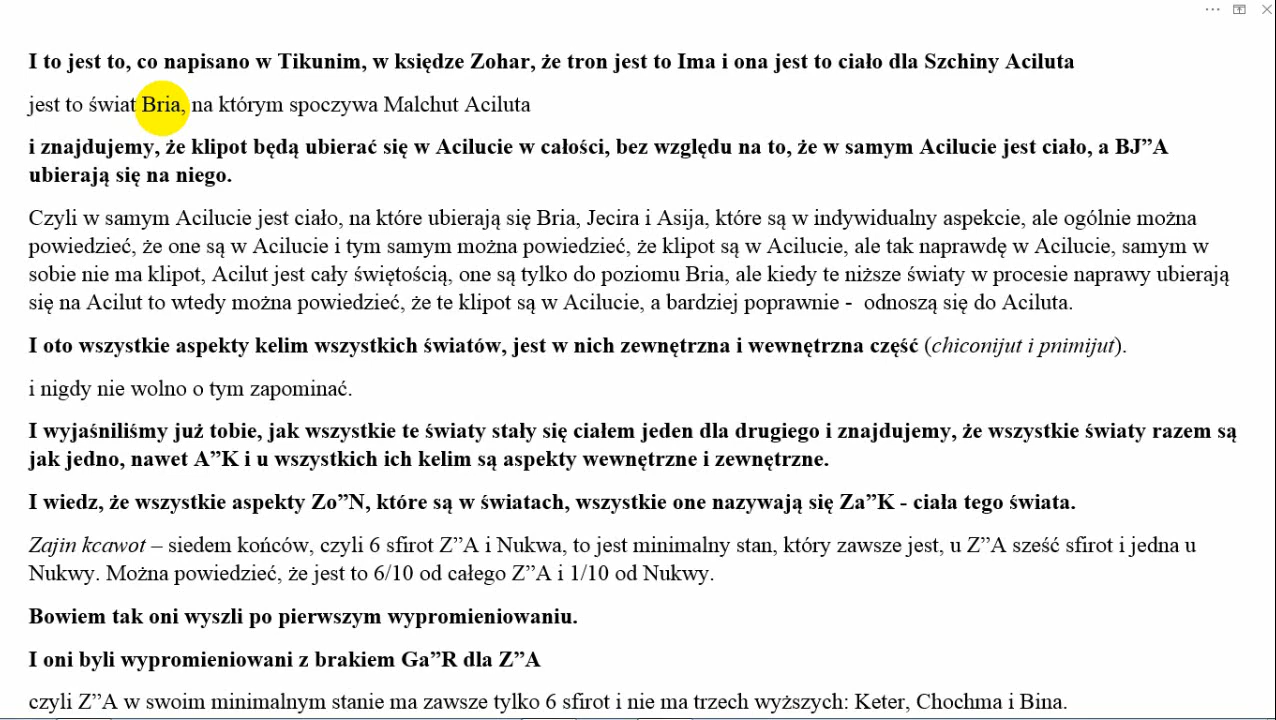 I to jest to, co napisano w Tikunim, w księdze Zohar, że tron jest to Ima i ona jest to ciało dla Szchiny Aciluta
jest to świat Bria, na którym spoczywa Malchut Aciluta
i znajdujemy, że klipot będą ubierać się w Acilucie w całości, bez względu na to, że w samym Acilucie jest ciało, a BJ”A
ubierają się na niego.
Czyli w samym Acilucie jest ciało, na które ubierają się Bria, Jecira i Asija, które są w indywidualny aspekcie, ale ogólnie można
powiedzieć, że one są w Acilucie i tym samym można powiedzieć, że klipot są w Acilucie, ale tak naprawdę w Acilucie, samym w
sobie nie ma klipot, Acilut jest cały świętością, one są tylko do poziomu Bria, ale kiedy te niższe światy w procesie naprawy ubierają
się na Acilut to wtedy można powiedzieć, że te klipot są w Acilucie, a bardziej poprawnie - odnoszą się do Aciluta.
I oto wszystkie aspekty kelim wszystkich światów, jest w nich zewnętrzna i wewnętrzna część (chiconijut i pnimijut).
i nigdy nie wolno o tym zapominać.
I wyjaśniliśmy już tobie, jak wszystkie te światy stały się ciałem jeden dla drugiego i znajdujemy, że wszystkie światy razem są
jak jedno, nawet A”K i u wszystkich ich kelim są aspekty wewnętrzne i zewnętrzne.
I wiedz, że wszystkie aspekty Zo”N, które są w światach, wszystkie one nazywają się Za”K - ciała tego świata.
Zajin kcawot – siedem końców, czyli 6 sfirot Z”A i Nukwa, to jest minimalny stan, który zawsze jest, u Z”A sześć sfirot i jedna u
Nukwy. Można powiedzieć, że jest to 6/10 od całego Z”A i 1/10 od Nukwy.
Bowiem tak oni wyszli po pierwszym wypromieniowaniu.
I oni byli wypromieniowani z brakiem Ga”R dla Z”A
czyli Z”A w swoim minimalnym stanie ma zawsze tylko 6 sfirot i nie ma trzech wyższych: Keter, Chochma i Bina.